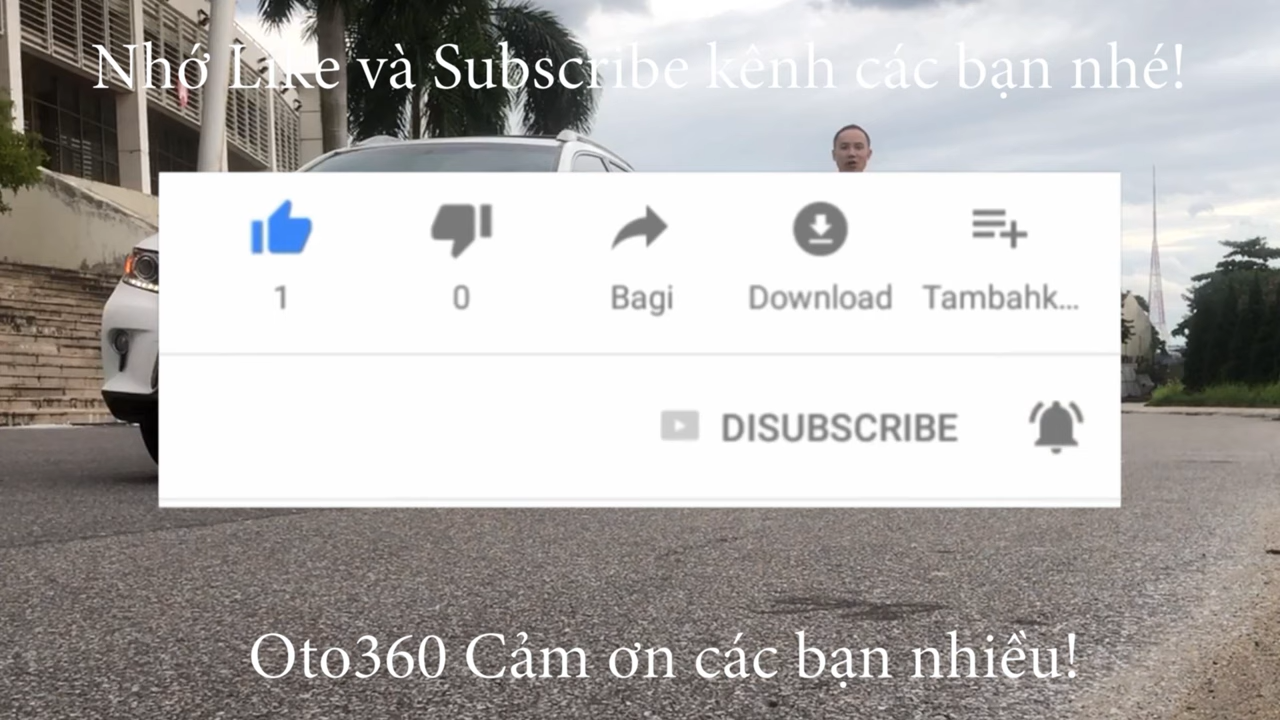 Nhớ Like và Subscribe kênh các bạn nhé!
1
0
Bagi
Download
Tambahk...
DISUBSCRIBE
Oto360 Cảm ơn các bạn nhiều!